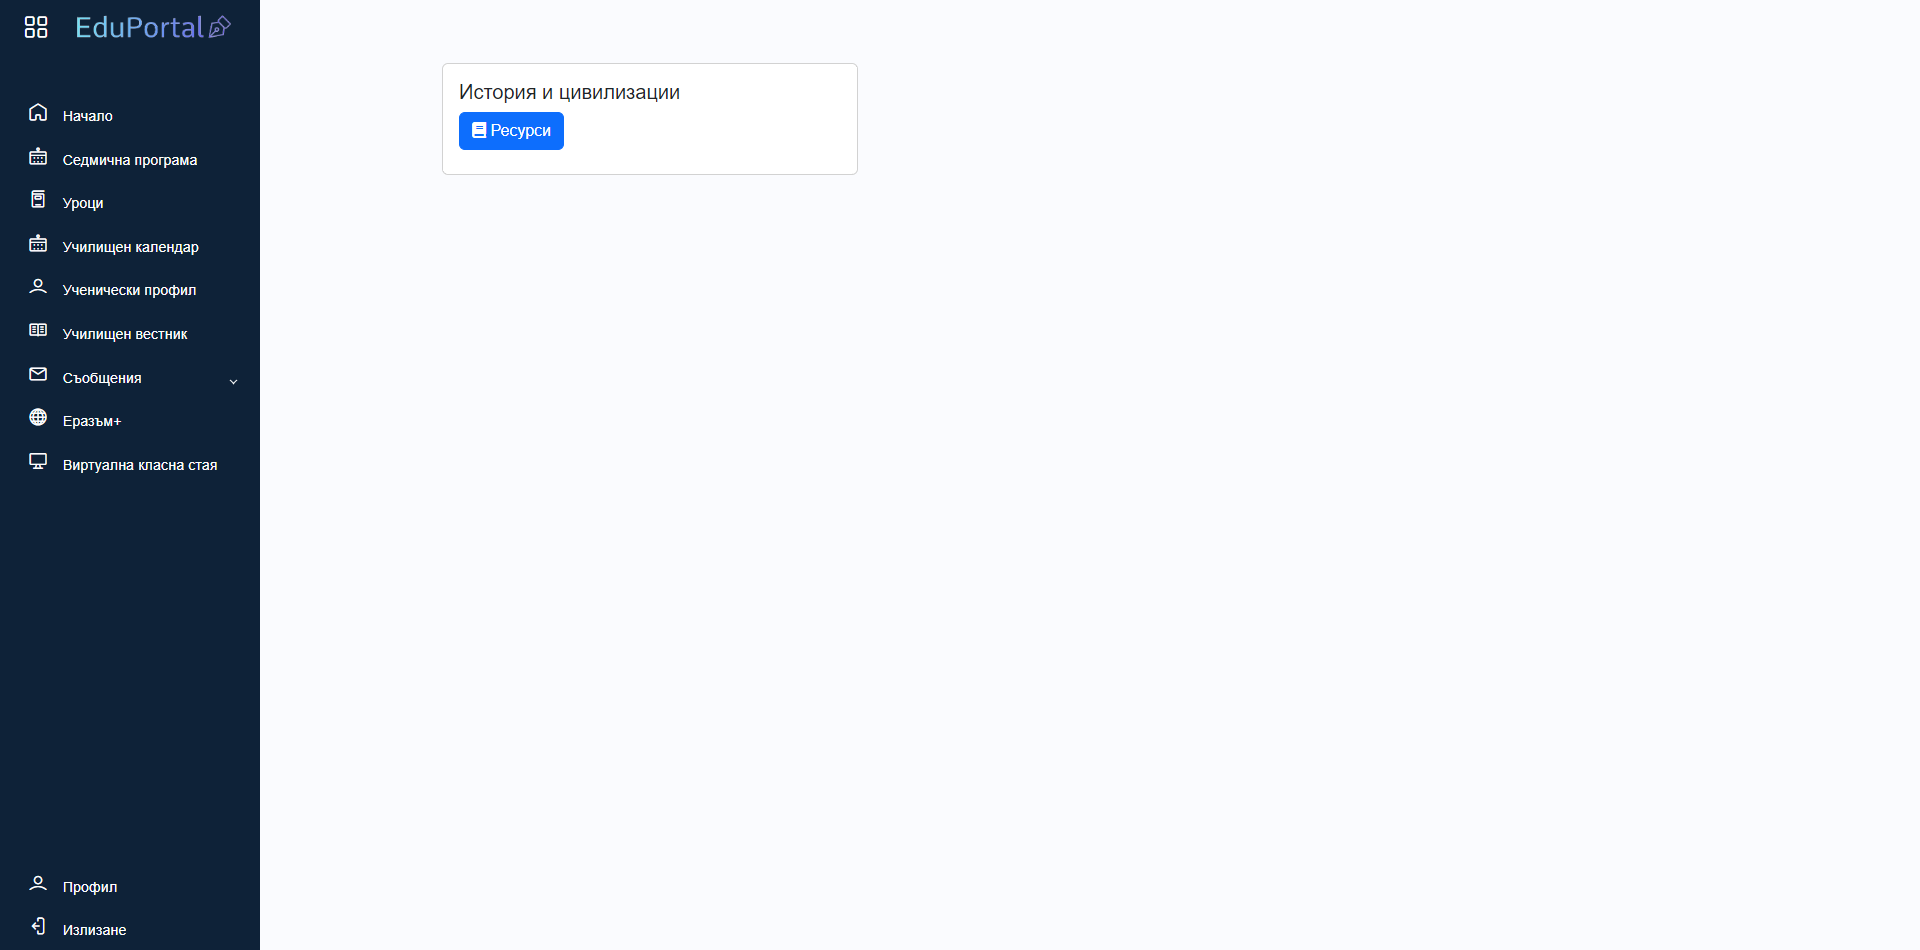 EduPortal
Начало
Седмична програма
Уроци
Училищен календар
Ученически профил
Училищен вестник
Съобщения
Еразъм+
Виртуална класна стая
Профил
Излизане
История и цивилизации
Ресурси